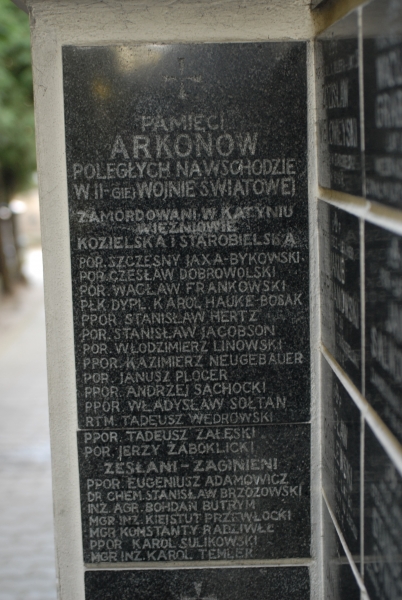 PAMIĘCI
ARKONÓW
POLEGŁYCH NA WSCHODZIE
W II-GIEJ WOJNIE ŚWIATOWEJ
ZAMORDOWANI W KATYNIU
WIĘŹNIOWIE
KOZIELSKA I STAROBIELSKA
POR. SZCZĘSNY JAXA-BYKOWSKI
POR. CZESŁAW DOBROWOLSKI
POR. WACŁAW FRANKOWSKI
PŁK. DYPL. KAROL HAUKE-BOSAK
PPOR. STANISŁAW HERTZ
POR. STANISŁAW JACOBSON
POR. WŁODZIMIERZ LINOWSKI
PPOR. KAZIMIERZ NEUGEBAUER
POR. JANUSZ PLOCER
PPOR. ANDRZEJ SACHOCKI
PPOR. WŁADYSŁAW SOŁTAN
RTM. TADEUSZ WĘDROWSKI
PPOR. TADEUSZ ZAŁĘSKI
POR. JERZY ŻABOKLICKI
ZESŁANI - ZAGINIENI
PPOR. EUGENIUSZ ADAMOWICZ
DR CHEM. STANISŁAW BRZOZOWSKI
INŻ. AGR. BOHDAN BUTRYM
MGR INŻ. KIEJSTUT PRZEWŁOCKI
MGR KONSTANTY RADZIWIŁŁ
PPOR. KAROL SULIKOWSKI
MGR INŻ. KAROL TEMLER